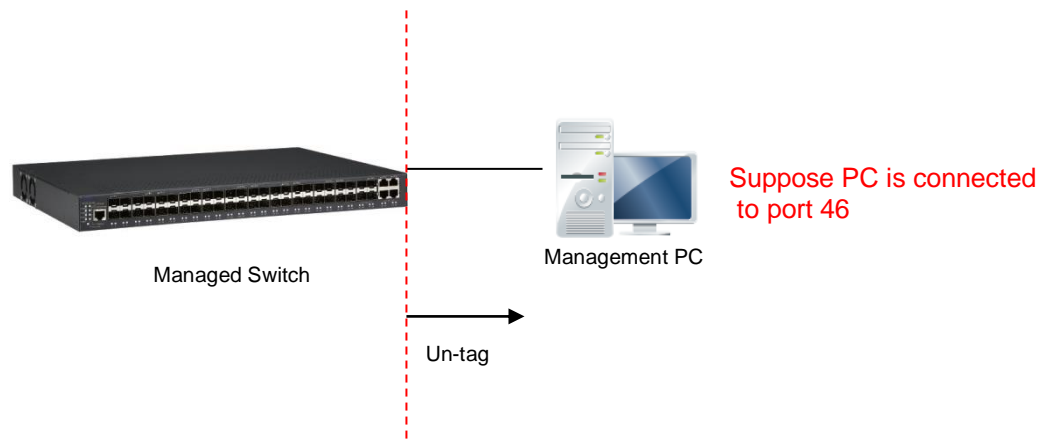 Suppose PC is connected
to port 46
Management PC
Managed Switch
Un-tag